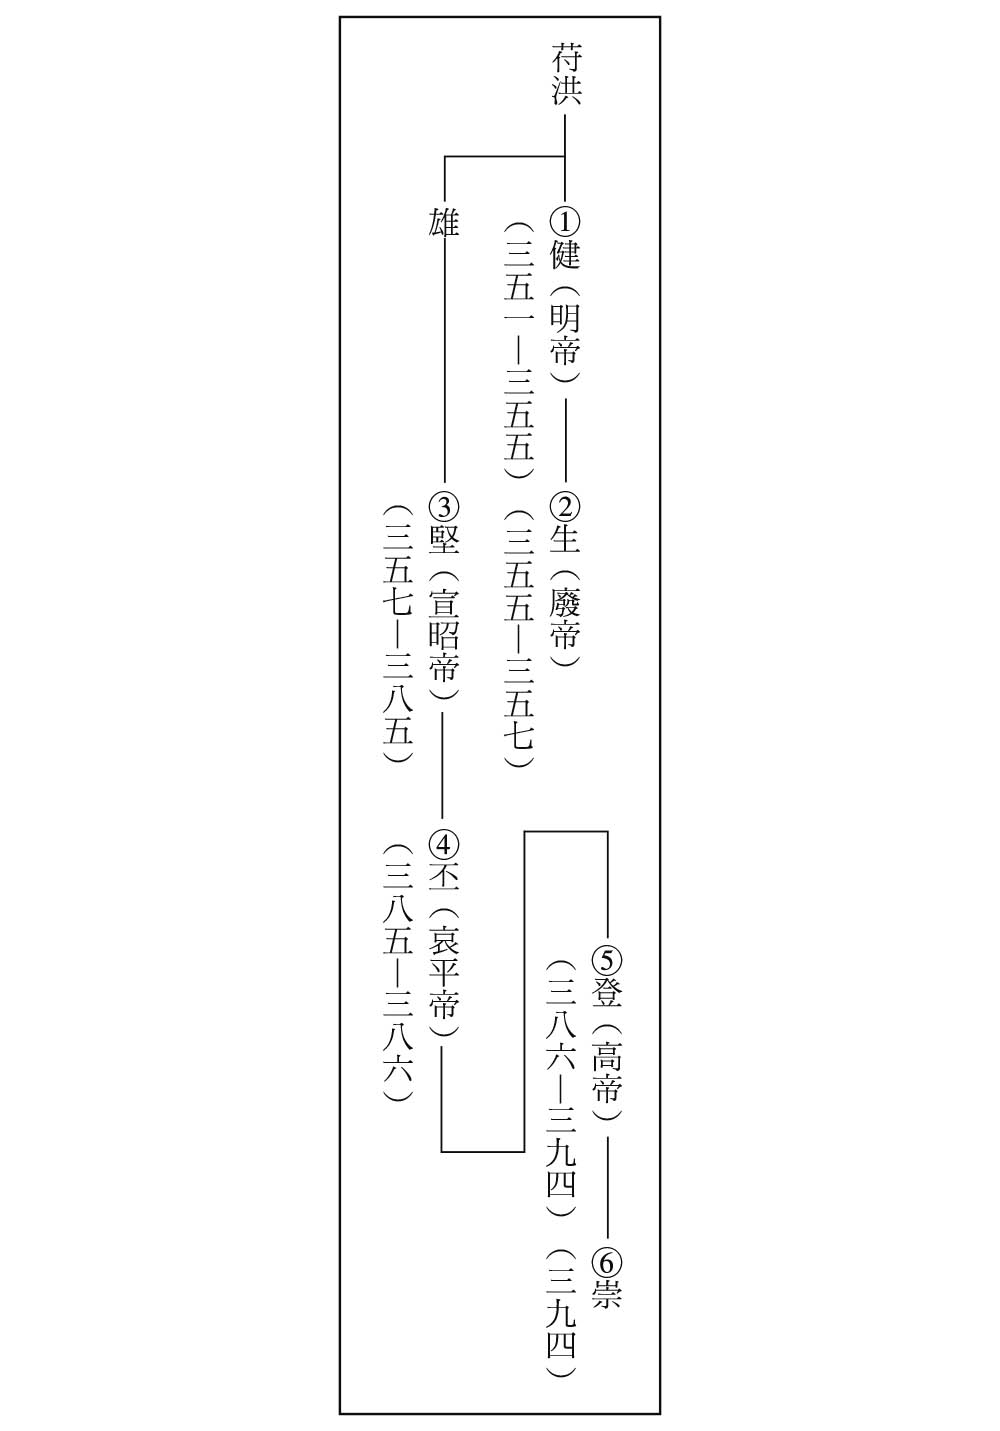 苻洪
①健（明帝）
（三五一—三五五）
②生（廢帝）
（三五五—三五七）
雄
③堅（宣昭帝）
（三五七—三八五）
④丕（哀平帝）
（三八五—三八六）
⑤登（高帝）
（三八六—三九四）
⑥崇
（三九四）